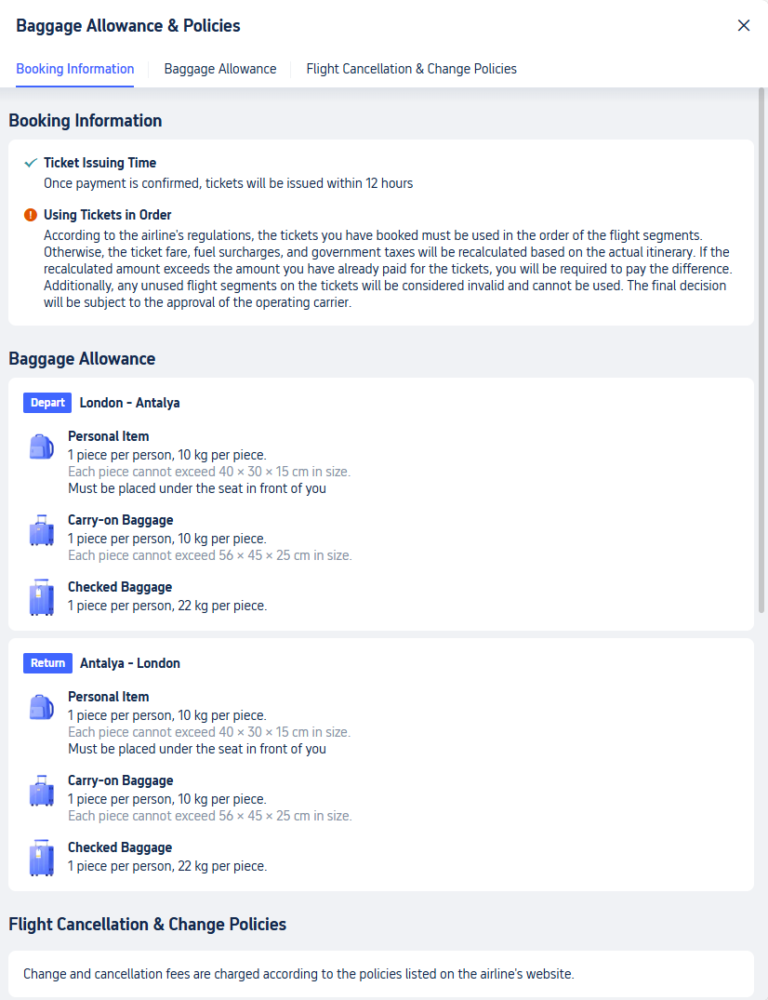 Baggage Allowance & Policies
Booking Information
Baggage Allowance
Flight Cancellation & Change Policies
Booking Information
Ticket Issuing Time
Once payment is confirmed, tickets will be issued within 12 hours
Using Tickets in Order
According to the airline's regulations, the tickets you have booked must be used in the order of the flight segments.
Otherwise, the ticket fare, fuel surcharges, and government taxes will be recalculated based on the actual itinerary. If the
recalculated amount exceeds the amount you have already paid for the tickets, you will be required to pay the difference.
Additionally, any unused flight segments on the tickets will be considered invalid and cannot be used. The final decision
will be subject to the approval of the operating carrier.
Baggage Allowance
Depart London - Antalya
Personal Item
1 piece per person, 10 kg per piece.
Each piece cannot exceed 40 × 30 × 15 cm in size.
Must be placed under the seat in front of you
Carry-on Baggage
1 piece per person, 10 kg per piece.
Each piece cannot exceed 56 × 45 × 25 cm in size.
Checked Baggage
1 piece per person, 22 kg per piece.
Return Antalya - London
Personal Item
1 piece per person, 10 kg per piece.
Each piece cannot exceed 40 × 30 × 15 cm in size.
Must be placed under the seat in front of you
Carry-on Baggage
1 piece per person, 10 kg per piece.
Each piece cannot exceed 56 × 45 × 25 cm in size.
Checked Baggage
1 piece per person, 22 kg per piece.
Flight Cancellation & Change Policies
Change and cancellation fees are charged according to the policies listed on the airline's website.